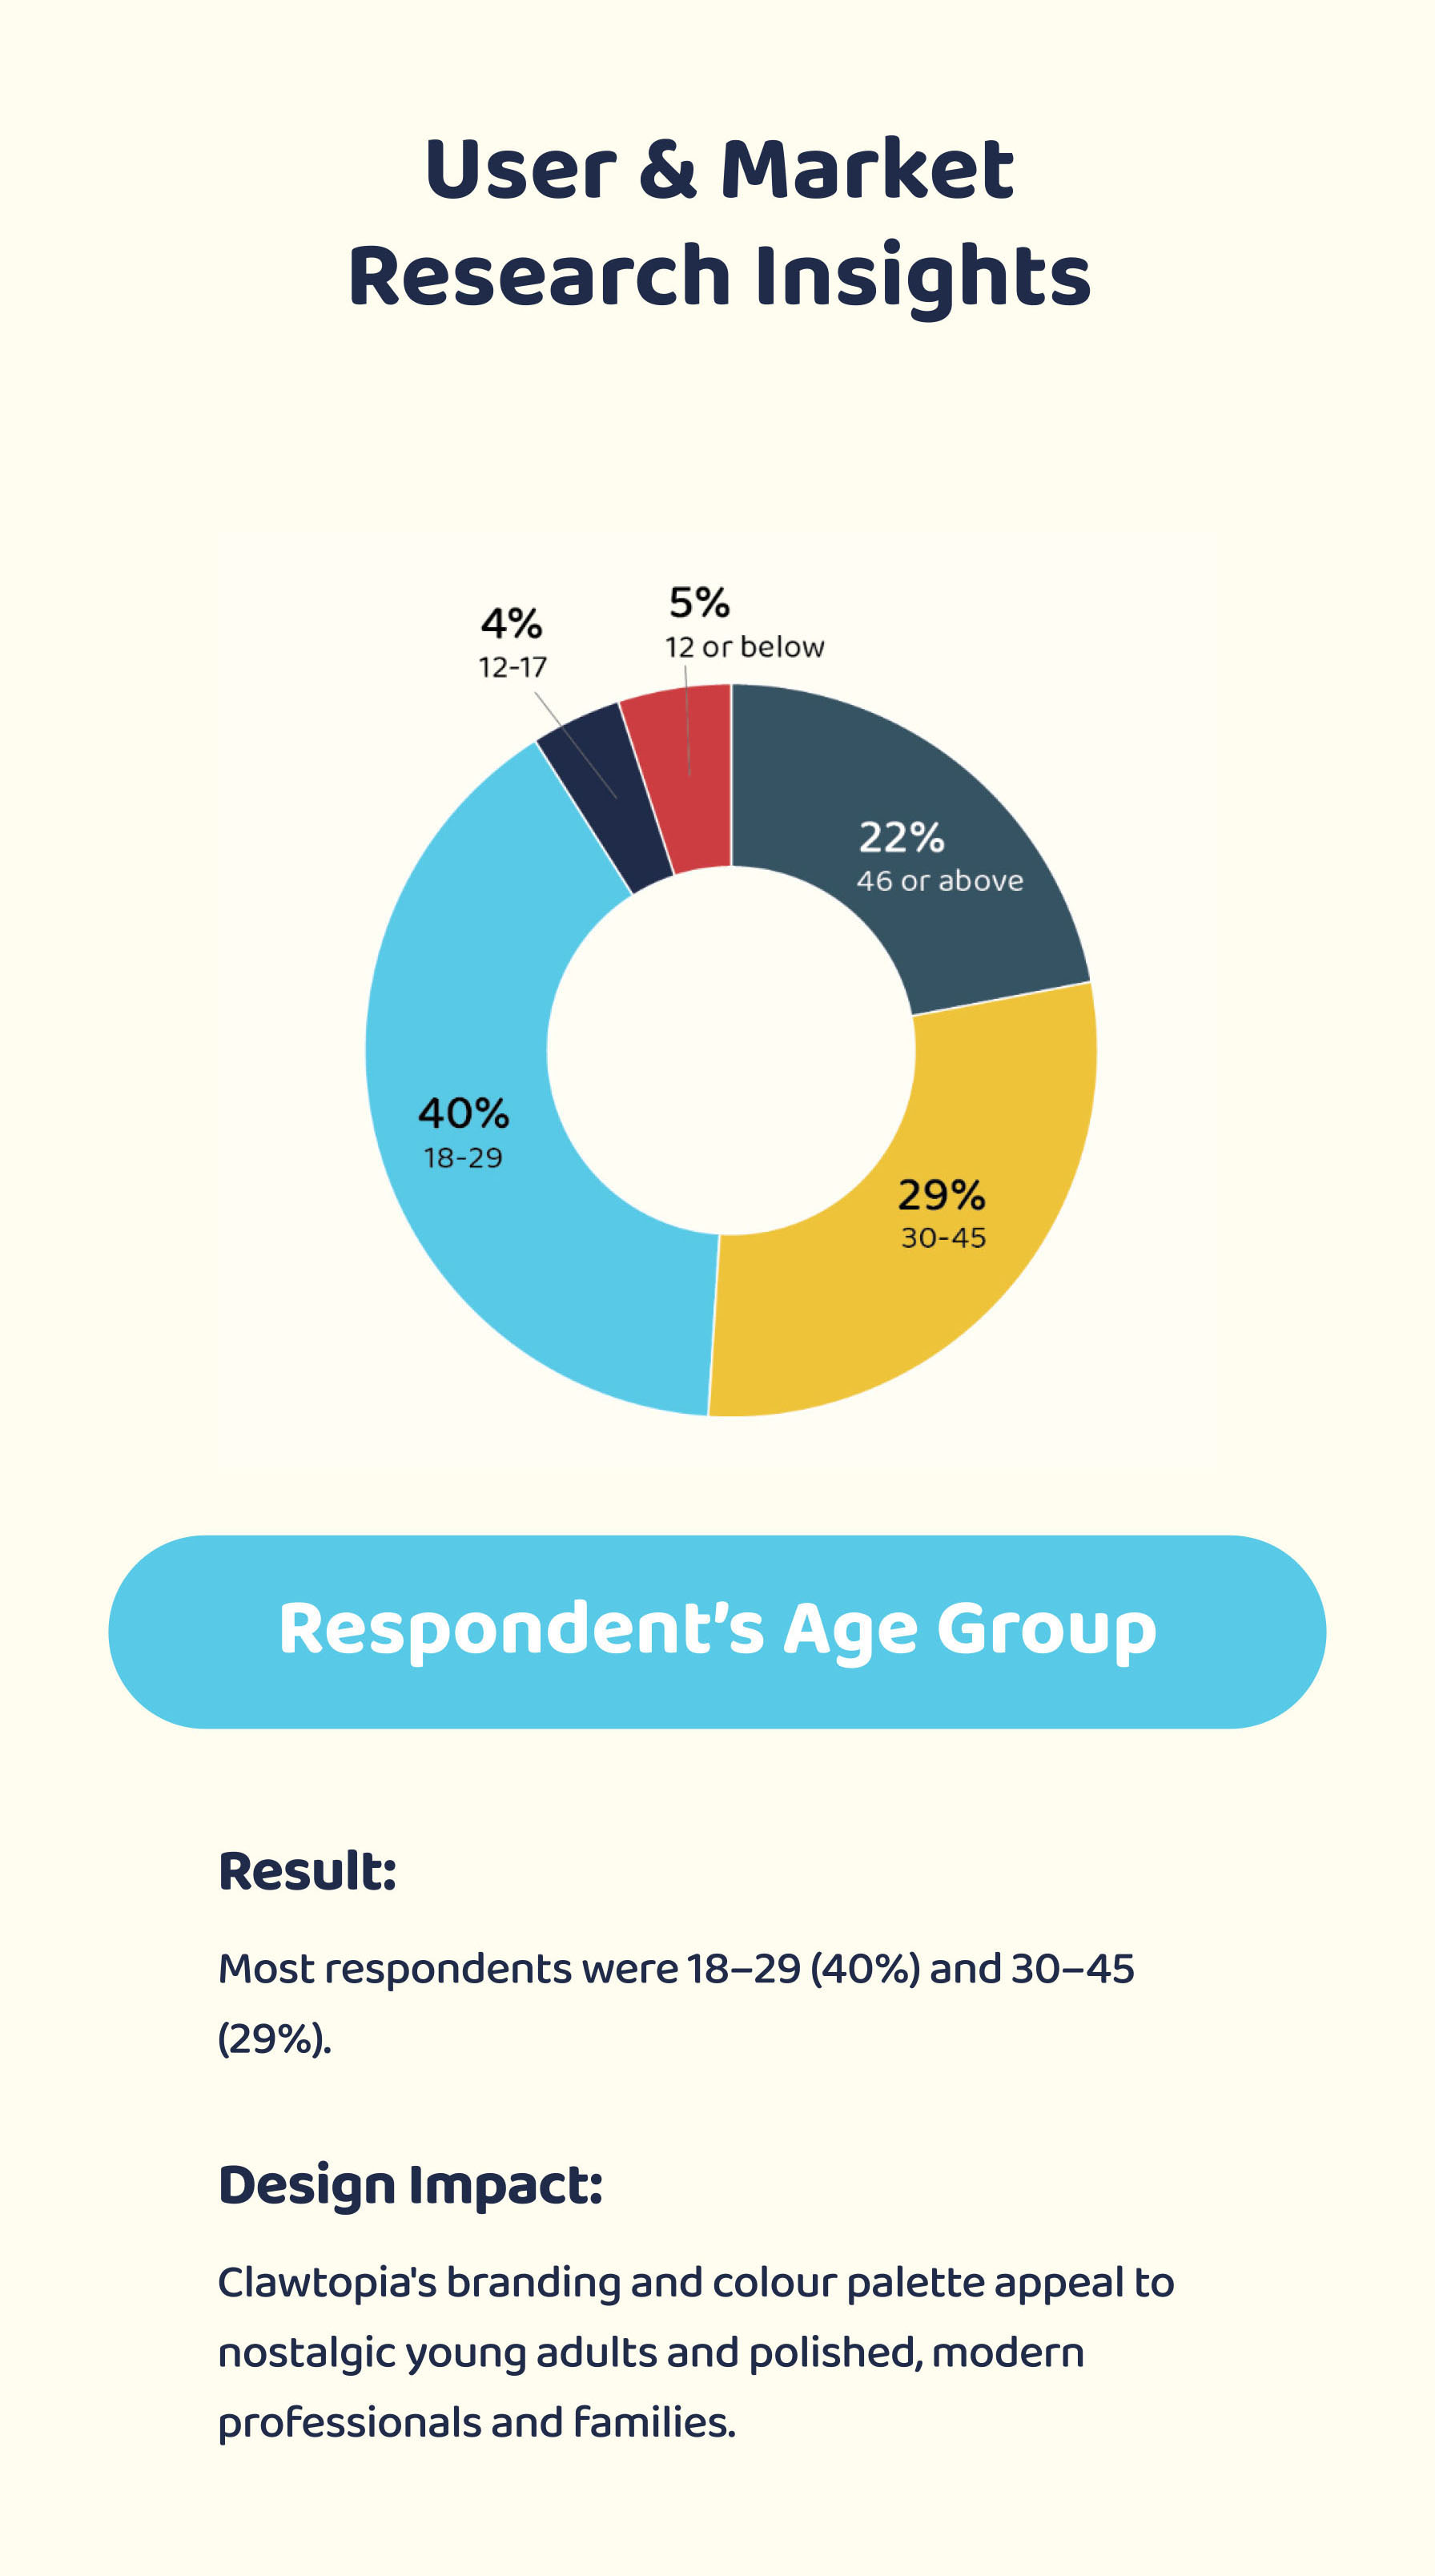 User & Market
Research Insights
4%
12-17
5%
12 or below
22%
46 or above
40%
18-29
29%
30-45
Respondent’s Age Group
Result:
Most respondents were 18–29 (40%) and 30–45
(29%).
Design Impact:
Clawtopia's branding and colour palette appeal to
nostalgic young adults and polished, modern
professionals and families.